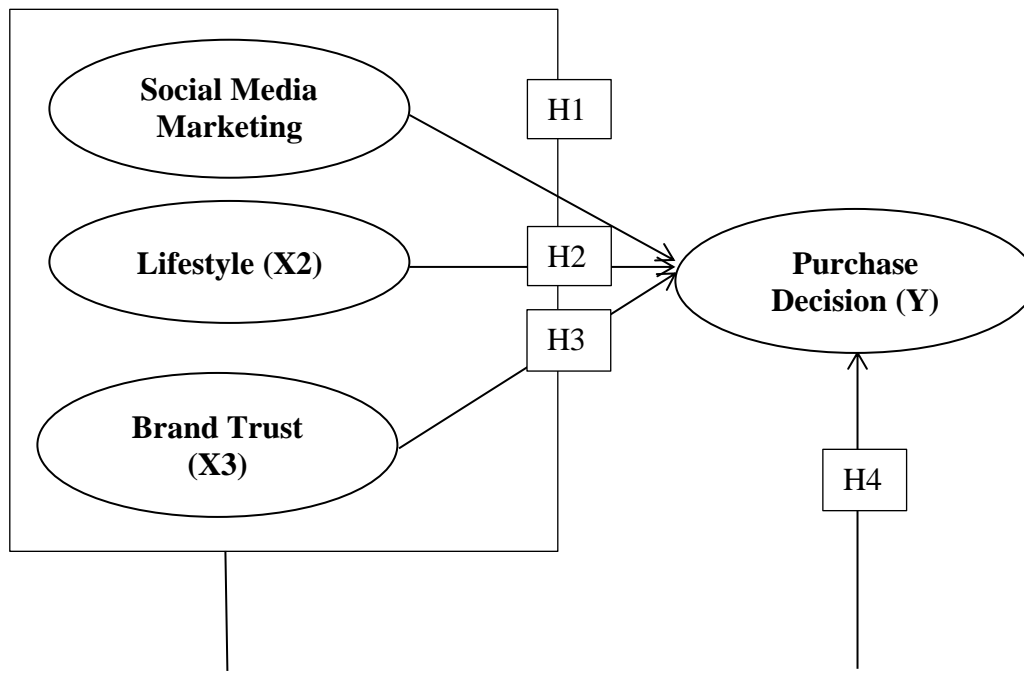 Social Media
Marketing
H1
Lifestyle (X2)
H2
Purchase
Decision (Y)
H3
Brand Trust
(X3)
H4